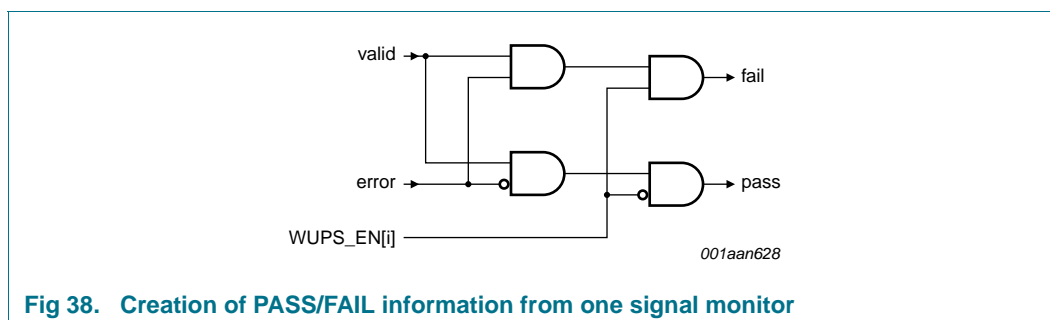 valid
fail
error
pass
WUPS_EN[i]
001aan628
Fig 38. Creation of PASS/FAIL information from one signal monitor